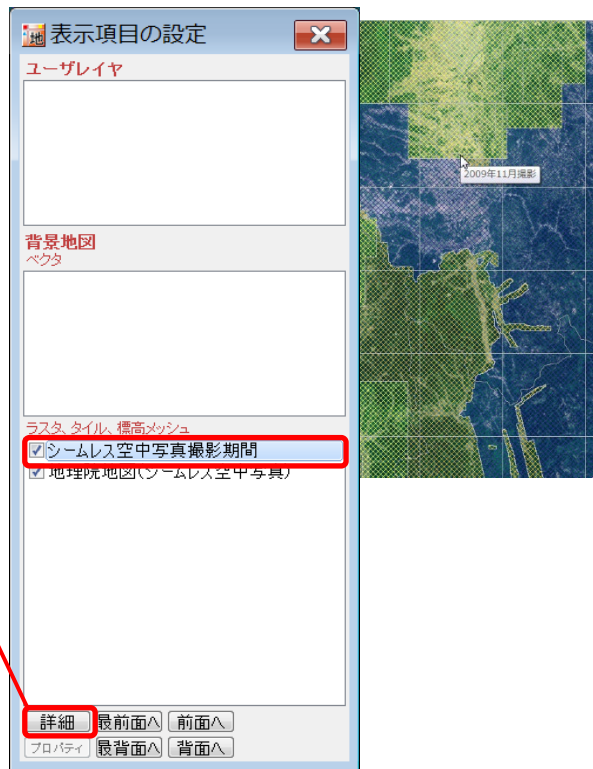 地 表示項目の設定
ユーザレイヤ
背景地図
ベクタ
ラスタ、タイル、標高メッシュ
シームレス空中写真撮影期間
地理院地図(シームレス空中写真)
詳細 最前面へ 前面へ
プロパティ 最背面へ 背面へ
2009年11月撮影